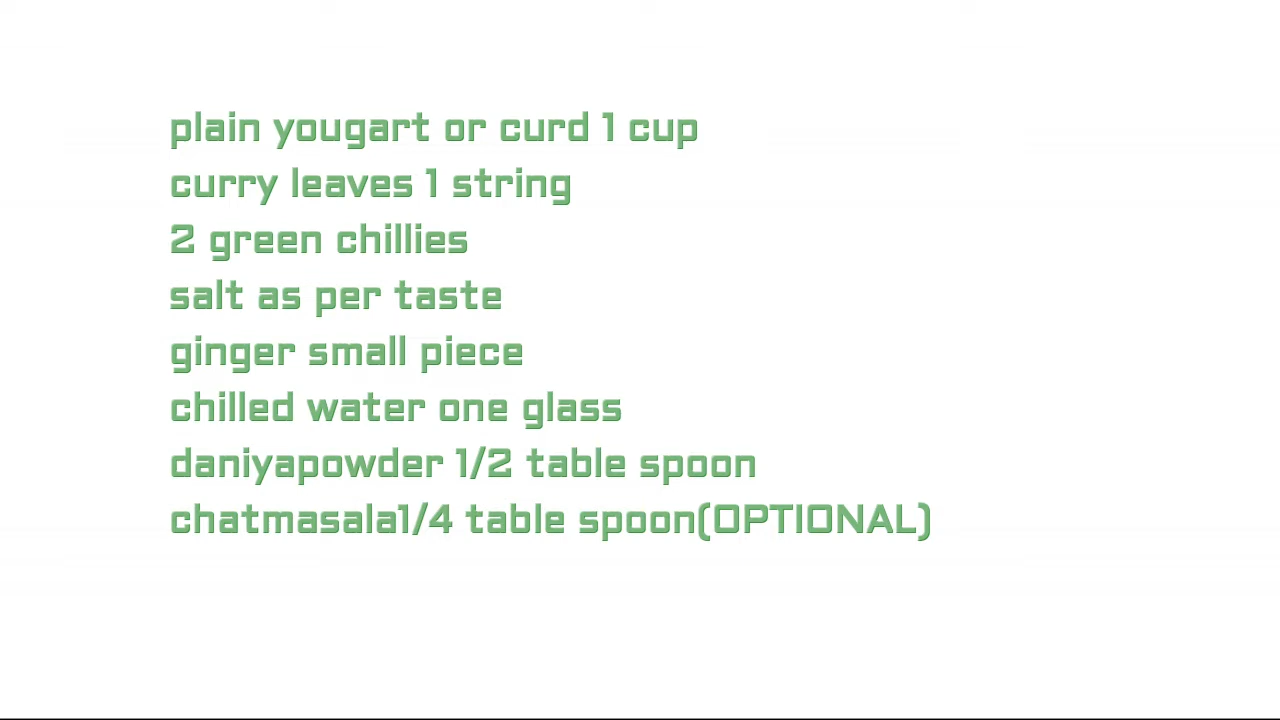 plain yougart or curd 1 cup
curry leaves 1 string
2 green chillies
salt as per taste
ginger small piece
chilled water one glass
daniyapowder 1/2 table spoon
chatmasala1/4 table spoon(OPTIONAL)